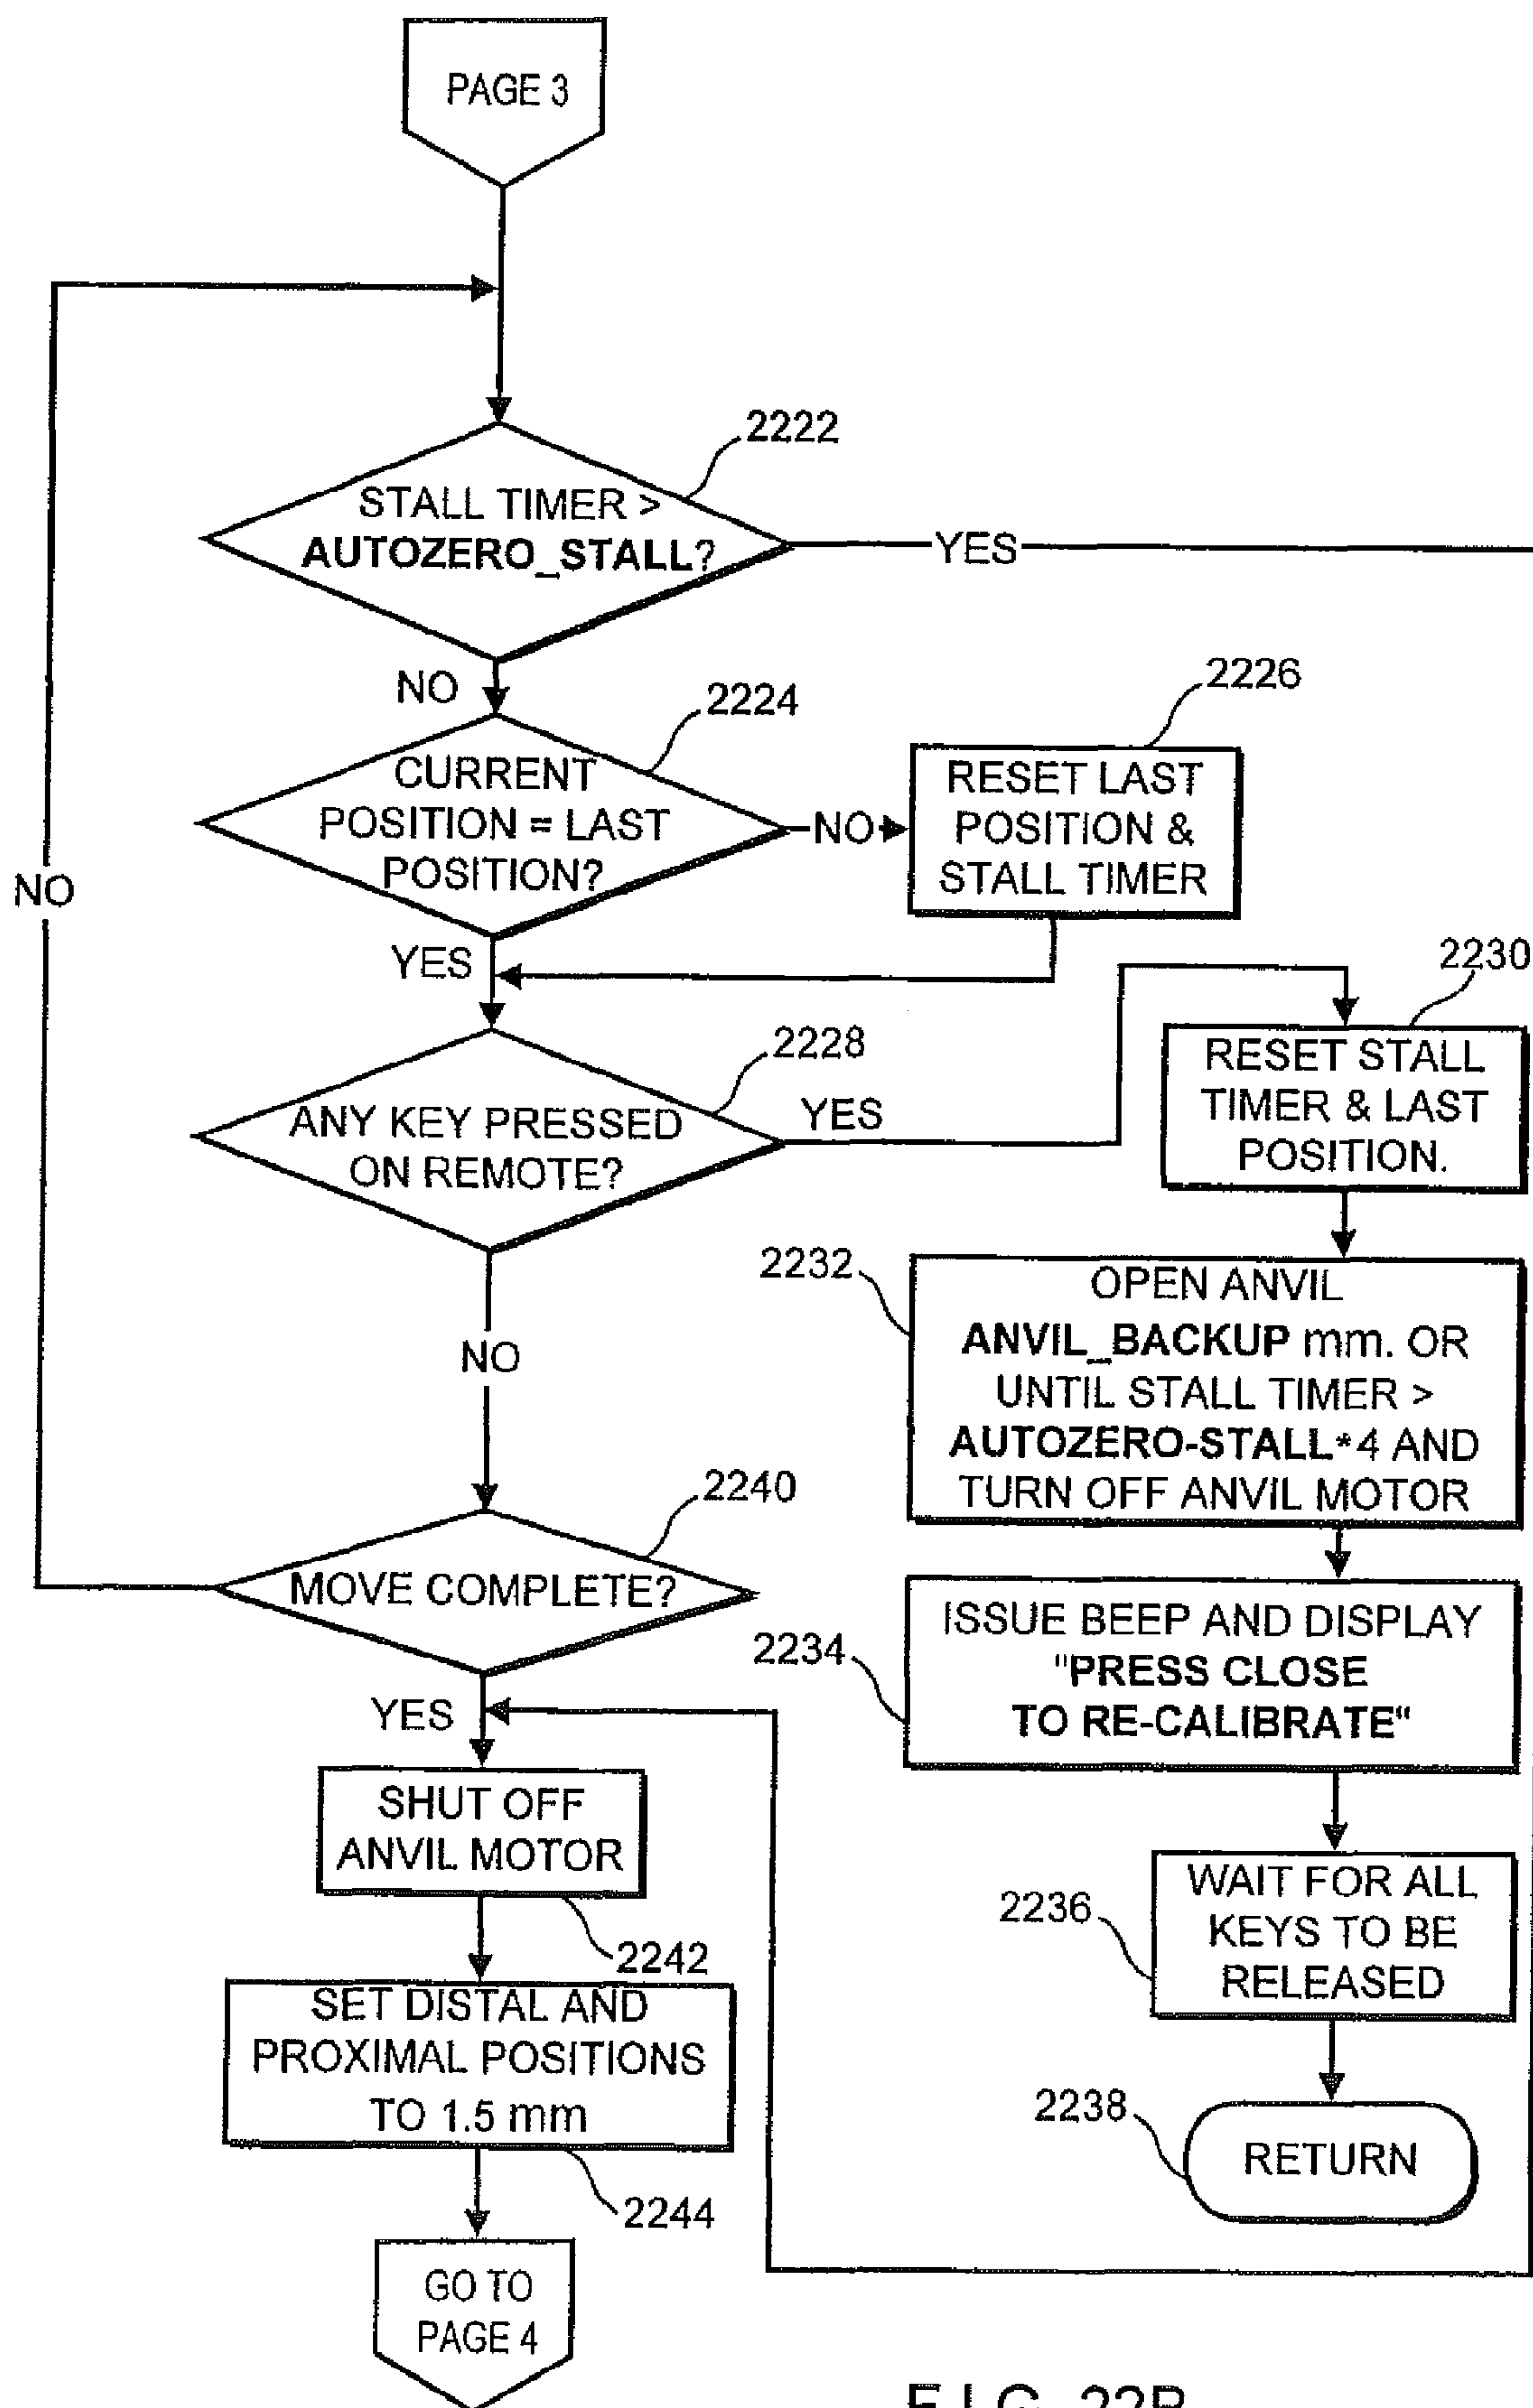 PAGE 3
2222
STALL TIMER >
AUTOZERO_STALL?
YES
NO
2224
CURRENT
POSITION = LAST
POSITION?
NO
2226
RESET LAST
POSITION &
STALL TIMER
NO
YES
2228
ANY KEY PRESSED
ON REMOTE?
YES
2230
RESET STALL
TIMER & LAST
POSITION.
2232
OPEN ANVIL
ANVIL_BACKUP mm. OR
UNTIL STALL TIMER >
AUTOZERO-STALL*4 AND
TURN OFF ANVIL MOTOR
NO
2240
MOVE COMPLETE?
2234
ISSUE BEEP AND DISPLAY
"PRESS CLOSE
TO RE-CALIBRATE"
YES
SHUT OFF
ANVIL MOTOR
2242
2236
WAIT FOR ALL
KEYS TO BE
RELEASED
SET DISTAL AND
PROXIMAL POSITIONS
TO 1.5 mm
2244
2238
RETURN
GO TO
PAGE 4
FIG. 22B